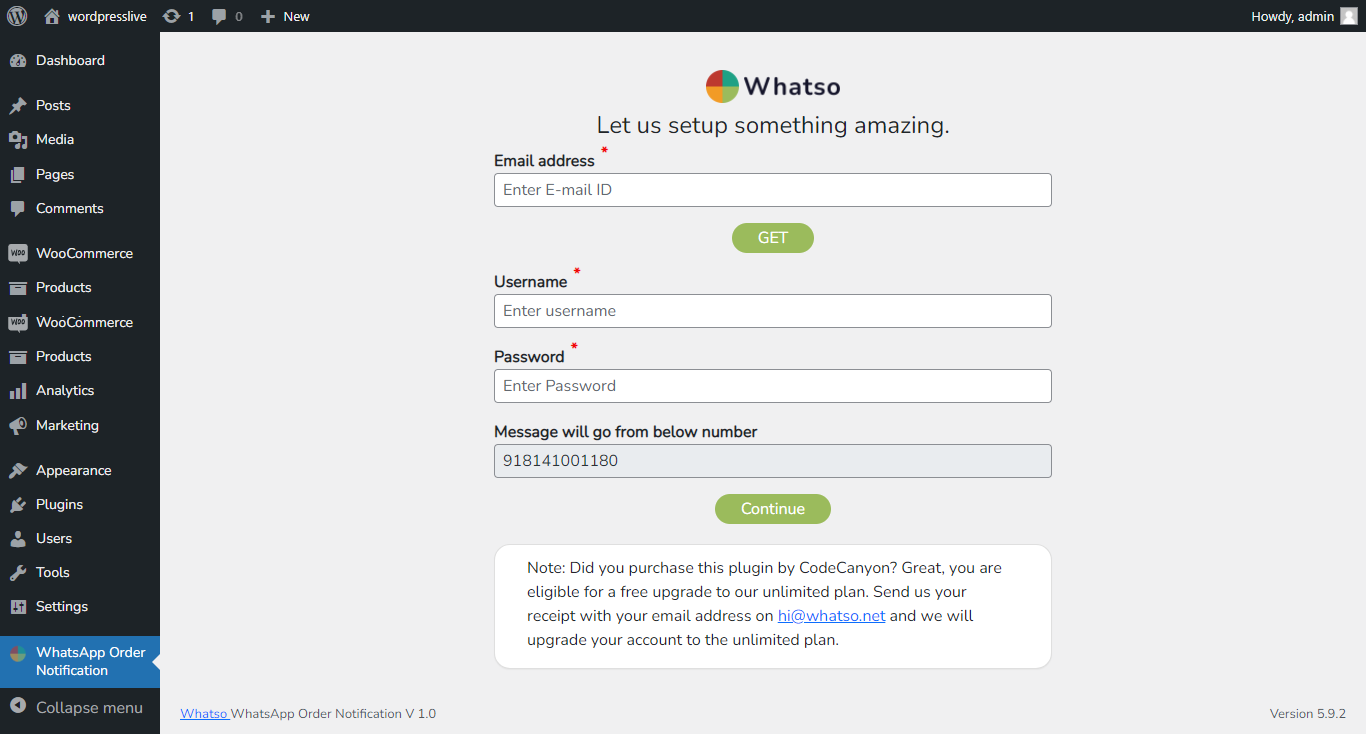 wordpresslive 1 0 New Howdy, admin
Dashboard
Posts
Media
Pages
Comments
WooCommerce
Products
WooCommerce
Products
Analytics
Marketing
Appearance
Plugins
Users
Tools
Settings
WhatsApp Order
Notification
Collapse menu
Whatso
Let us setup something amazing.
Email address *
Enter E-mail ID
GET
Username *
Enter username
Password *
Enter Password
Message will go from below number
918141001180
Continue
Note: Did you purchase this plugin by CodeCanyon? Great, you are
eligible for a free upgrade to our unlimited plan. Send us your
receipt with your email address on hi@whatso.net and we will
upgrade your account to the unlimited plan.
Whatso WhatsApp Order Notification V 1.0
Version 5.9.2